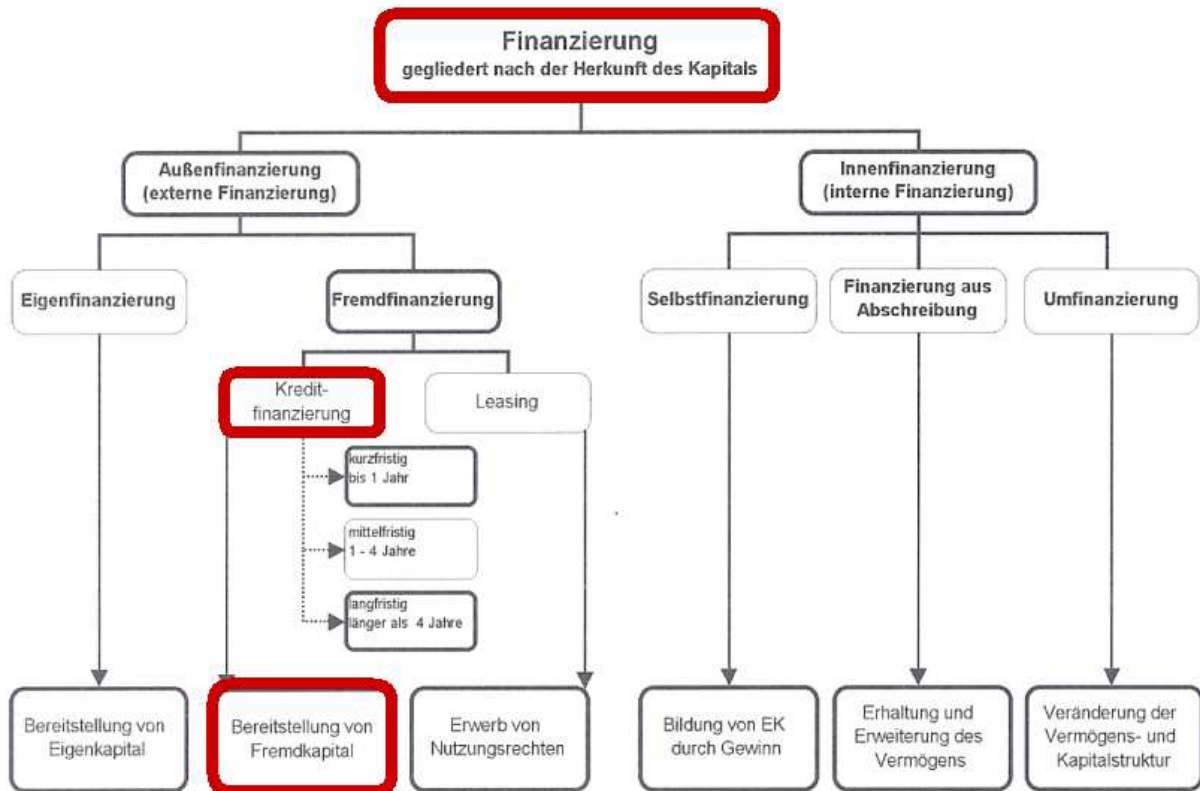 Finanzierung
gegliedert nach der Herkunft des Kapitals
Außenfinanzierung
(externe Finanzierung)
Innenfinanzierung
(interne Finanzierung)
Eigenfinanzierung
Fremdfinanzierung
Selbstfinanzierung
Finanzierung aus
Abschreibung
Umfinanzierung
Kredit-
finanzierung
Leasing
kurzfristig
bis 1 Jahr
mittelfristig
1 - 4 Jahre
langfristig
länger als 4 Jahre
Bereitstellung von
Eigenkapital
Bereitstellung von
Fremdkapital
Erwerb von
Nutzungsrechten
Bildung von EK
durch Gewinn
Erhaltung und
Erweiterung des
Vermögens
Veränderung der
Vermögens- und
Kapitalstruktur